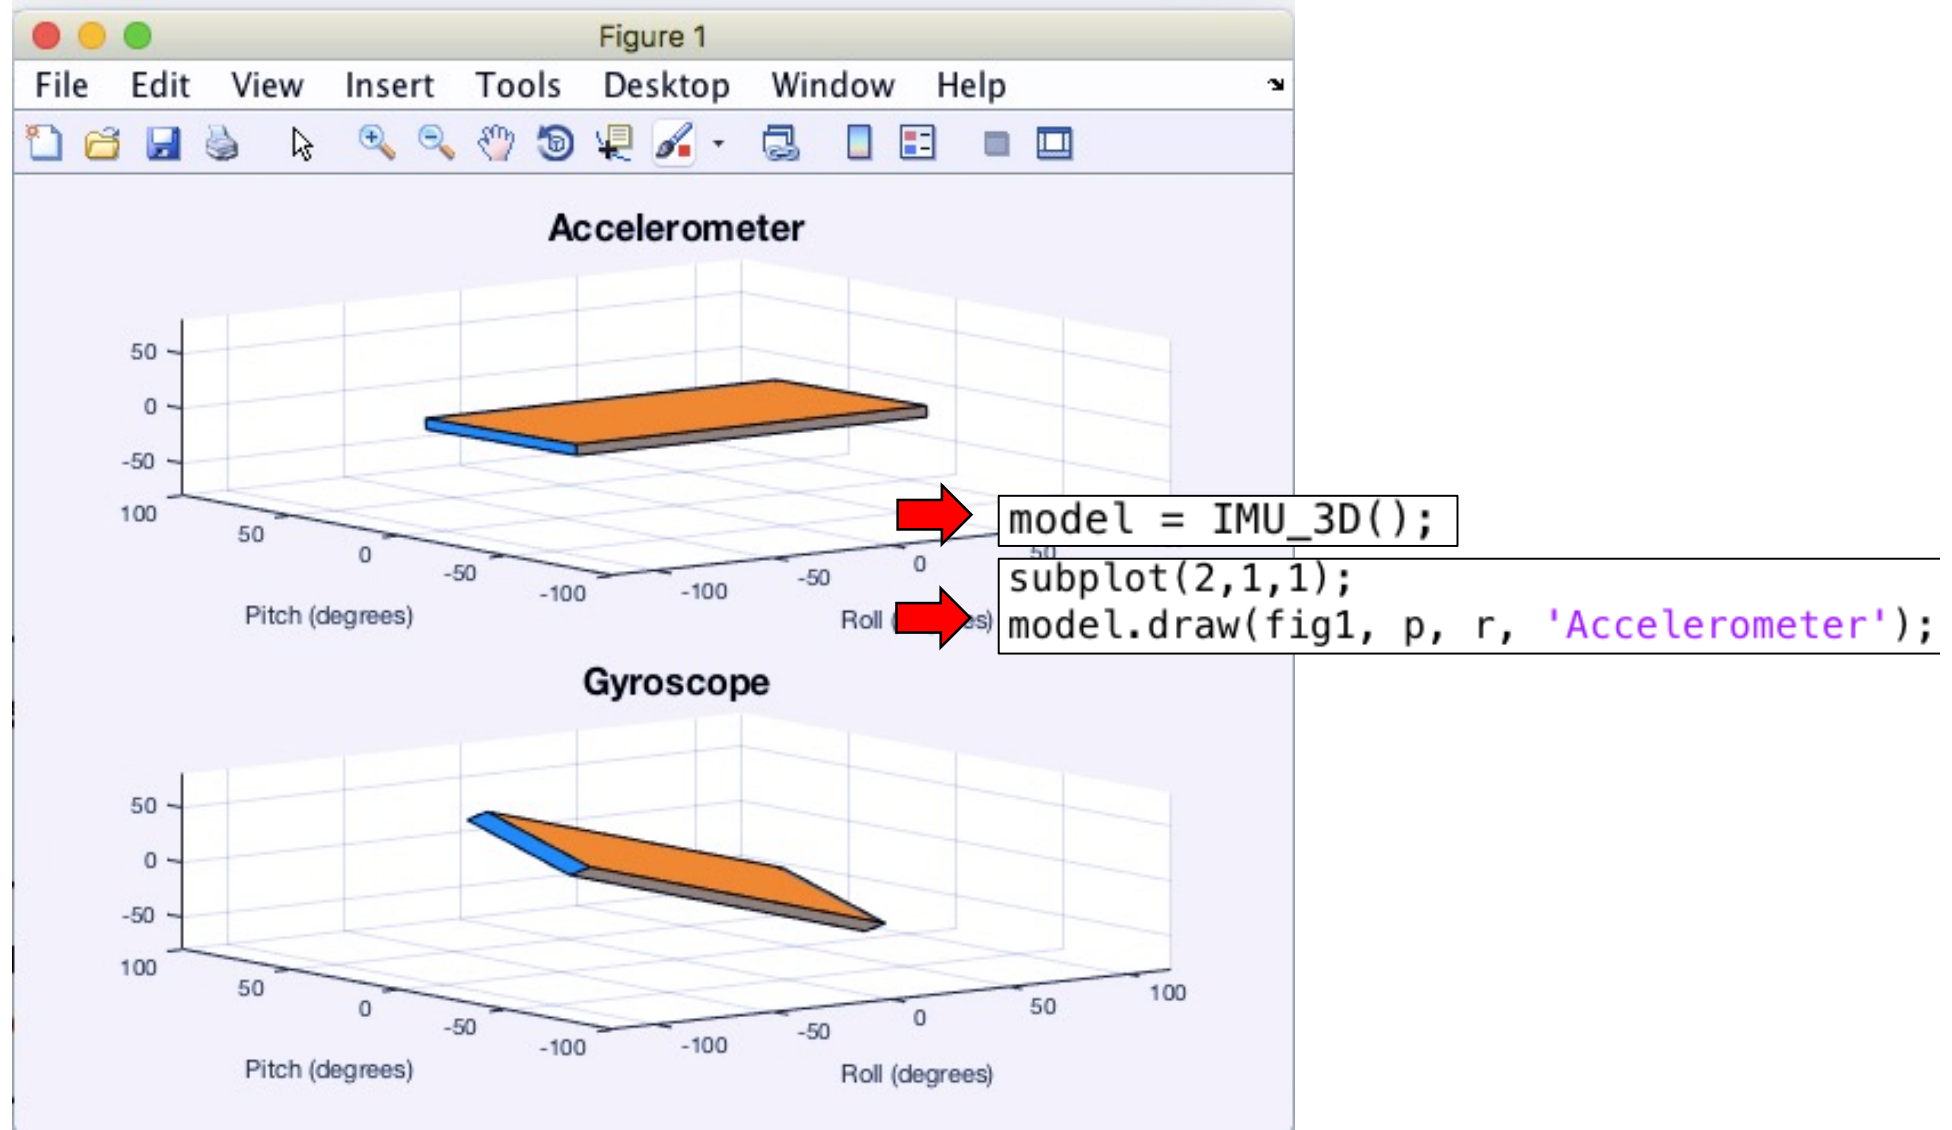 Figure 1
File Edit View Insert Tools Desktop Window Help
Accelerometer
50
0
-50
100
50
0
-50
-100
-100
-50
0
50
Pitch (degrees)
Roll (
es)
model = IMU_3D();
subplot(2,1,1);
model.draw(fig1, p, r, 'Accelerometer');
Gyroscope
50
0
-50
100
50
0
-50
-100
-100
-50
0
50
100
Pitch (degrees)
Roll (degrees)